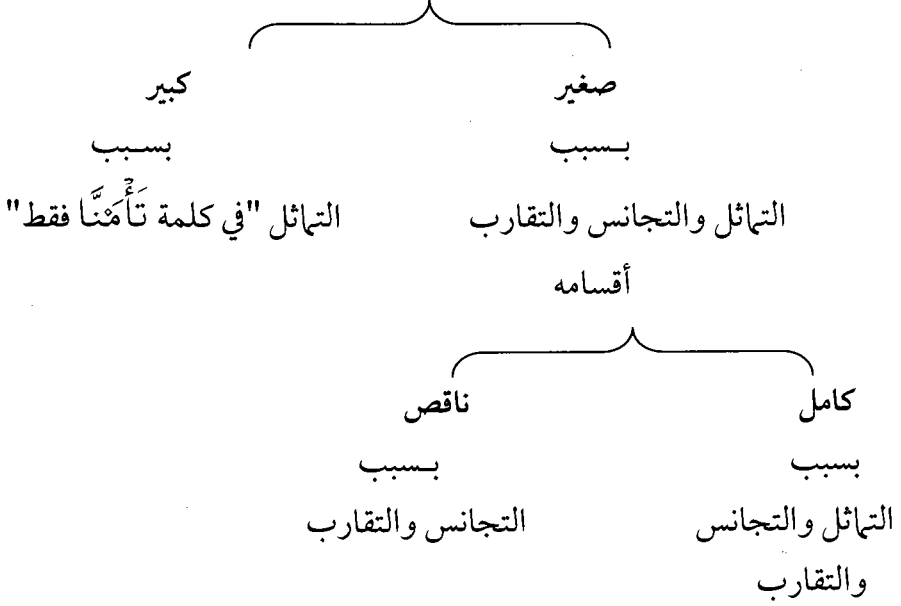 صغير
كبير
بسبب
بسبب
التماثل والتجانس والتقارب
التماثل "في كلمة تَأْمَ۫نَّا فقط"
أقسامه
كامل
ناقص
بسبب
بسبب
التماثل والتجانس
التجانس والتقارب
والتقارب